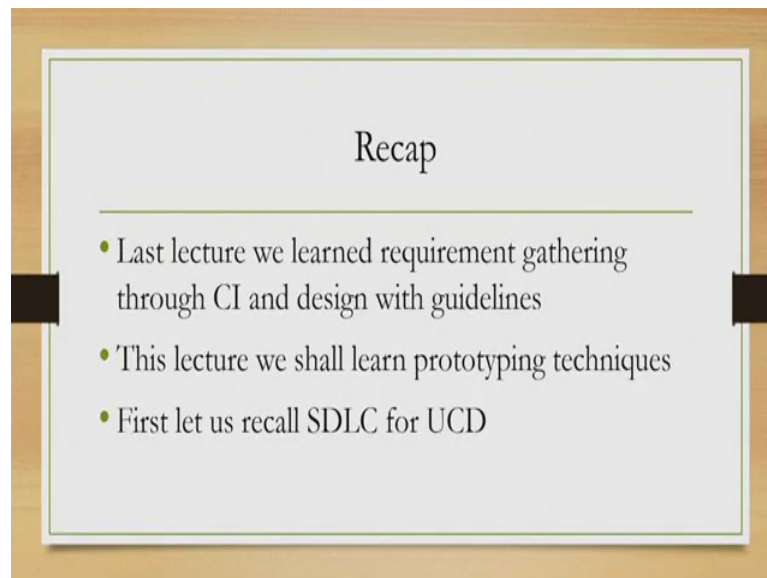 Recap
• Last lecture we learned requirement gathering
through CI and design with guidelines
• This lecture we shall learn prototyping techniques
• First let us recall SDLC for UCD